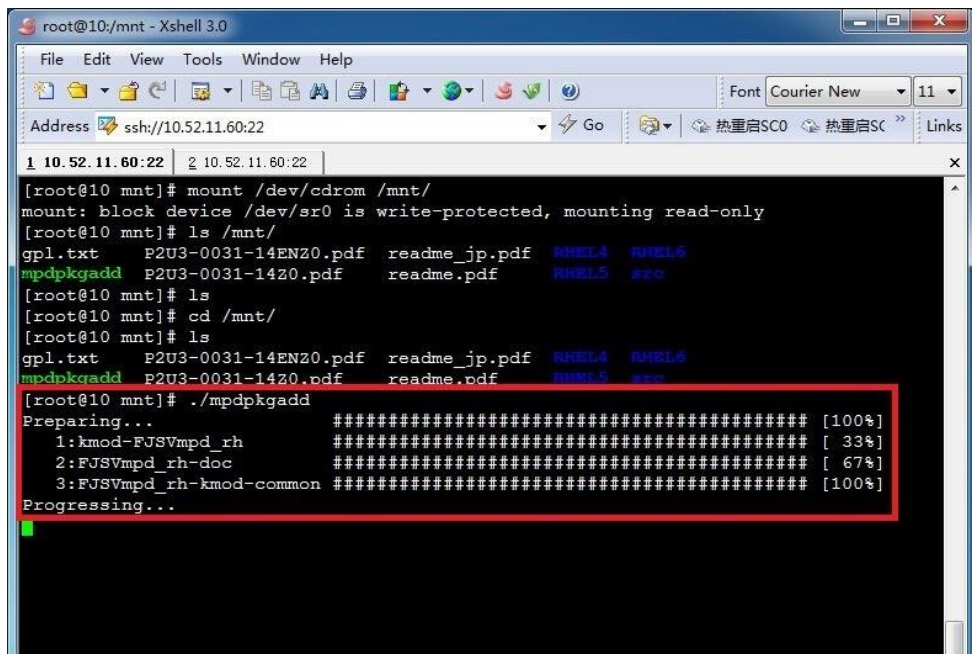 root@10:/mnt - Xshell 3.0
File Edit View Tools Window Help
Font Courier New 11
Address ssh://10.52.11.60:22 Go 热重启SC0 热重启SC » Links
1 10.52.11.60:22 2 10.52.11.60:22
[root@10 mnt]# mount /dev/cdrom /mnt/
mount: block device /dev/sr0 is write-protected, mounting read-only
[root@10 mnt]# ls /mnt/
gpl.txt P2U3-0031-14ENZ0.pdf readme_jp.pdf RHEL4 RHEL6
mpdpkgadd P2U3-0031-14Z0.pdf readme.pdf RHEL5 src
[root@10 mnt]# ls
[root@10 mnt]# cd /mnt/
[root@10 mnt]# ls
gpl.txt P2U3-0031-14ENZ0.pdf readme_jp.pdf RHEL4 RHEL6
mpdpkgadd P2U3-0031-14Z0.pdf readme.pdf RHEL5 src
[root@10 mnt]# ./mpdpkgadd
Preparing... ########################################### [100%]
1:kmod-FJSVmpd_rh ########################################### [ 33%]
2:FJSVmpd_rh-doc ########################################### [ 67%]
3:FJSVmpd_rh-kmod-common ########################################### [100%]
Progressing...